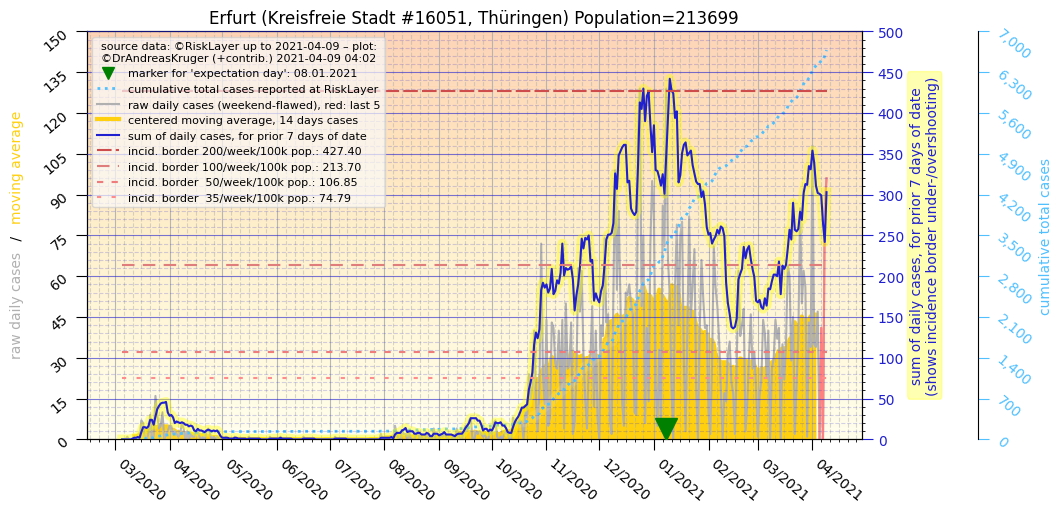 Erfurt (Kreisfreie Stadt #16051, Thüringen) Population=213699
source data: ©RiskLayer up to 2021-04-09 – plot:
©DrAndreasKruger (+contrib.) 2021-04-09 04:02
marker for 'expectation day': 08.01.2021
cumulative total cases reported at RiskLayer
raw daily cases (weekend-flawed), red: last 5
centered moving average, 14 days cases
sum of daily cases, for prior 7 days of date
incid. border 200/week/100k pop.: 427.40
incid. border 100/week/100k pop.: 213.70
incid. border  50/week/100k pop.: 106.85
incid. border  35/week/100k pop.: 74.79
raw daily cases / moving average
150
135
120
105
90
75
60
45
30
15
0
03/2020
04/2020
05/2020
06/2020
07/2020
08/2020
09/2020
10/2020
11/2020
12/2020
01/2021
02/2021
03/2021
04/2021
500
450
400
350
300
250
200
150
100
50
0
sum of daily cases, for prior 7 days of date
(shows incidence border under-/overshooting)
7,000
6,300
5,600
4,900
4,200
3,500
2,800
2,100
1,400
700
0
cumulative total cases